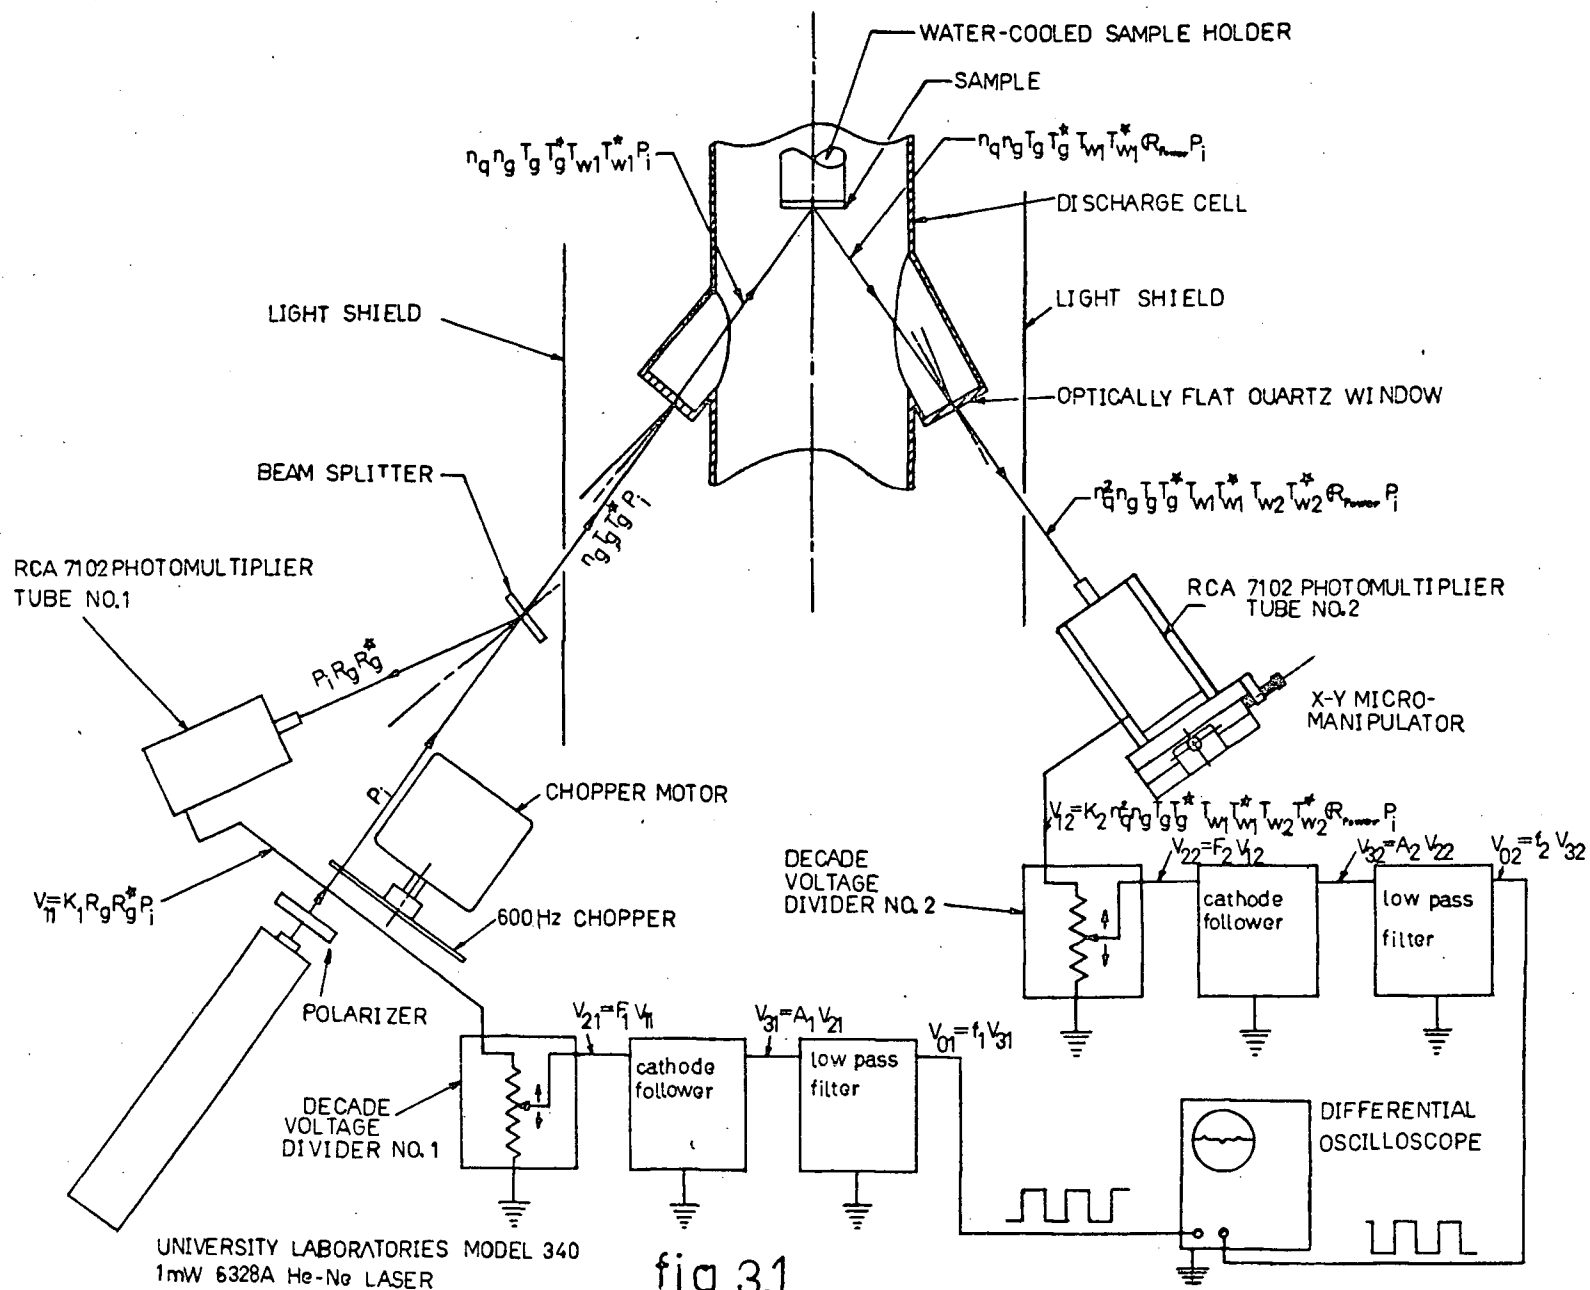 WATER-COOLED SAMPLE HOLDER
SAMPLE
n_q n_g T_g T_g^* T_w1 T_w1^* P_i
n_q n_g T_g T_g^* T_w1 T_w1^* R_Power P_i
DISCHARGE CELL
LIGHT SHIELD
LIGHT SHIELD
OPTICALLY FLAT QUARTZ WINDOW
BEAM SPLITTER
n_g T_g T_g^* P_i
n_q^2 n_g T_g T_g^* T_w1 T_w1^* T_w2 T_w2^* R_Power P_i
RCA 7102 PHOTOMULTIPLIER
TUBE NO.1
RCA 7102 PHOTOMULTIPLIER
TUBE NO.2
P_i R_g R_g^*
X-Y MICRO-
MANIPULATOR
P_i
CHOPPER MOTOR
V_12=K_2 n_q^2 n_g T_g T_g^* T_w1 T_w1^* T_w2 T_w2^* R_Power P_i
V_11=K_1 R_g R_g^* P_i
600 Hz CHOPPER
DECADE
VOLTAGE
DIVIDER NO.2
V_22=F_2 V_12
V_32=A_2 V_22
V_02=f_2 V_32
cathode
follower
low pass
filter
POLARIZER
V_21=F_1 V_11
V_31=A_1 V_21
V_01=f_1 V_31
DECADE
VOLTAGE
DIVIDER NO.1
cathode
follower
low pass
filter
DIFFERENTIAL
OSCILLOSCOPE
UNIVERSITY LABORATORIES MODEL 340
1mW 6328A He-Ne LASER
fig 3.1